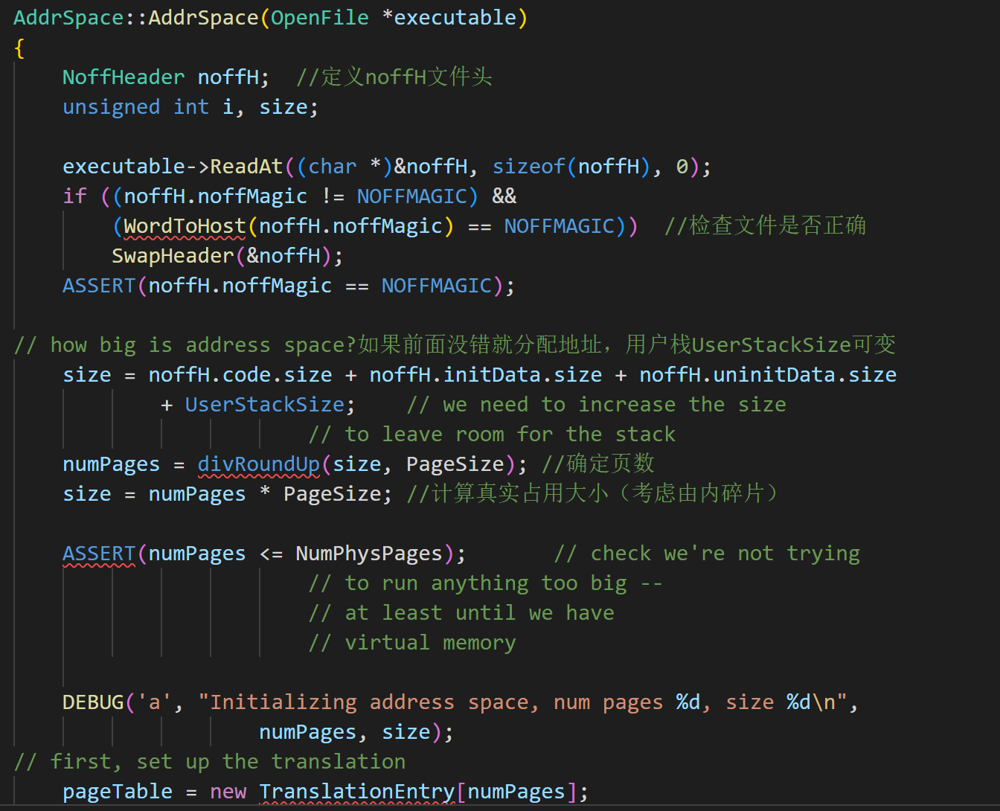 AddrSpace::AddrSpace(OpenFile *executable)
{
    NoffHeader noffH;  //定义noffH文件头
    unsigned int i, size;

    executable->ReadAt((char *)&noffH, sizeof(noffH), 0);
    if ((noffH.noffMagic != NOFFMAGIC) &&
        (WordToHost(noffH.noffMagic) == NOFFMAGIC))  //检查文件是否正确
        SwapHeader(&noffH);
    ASSERT(noffH.noffMagic == NOFFMAGIC);

// how big is address space?如果前面没错就分配地址，用户栈UserStackSize可变
    size = noffH.code.size + noffH.initData.size + noffH.uninitData.size
            + UserStackSize;    // we need to increase the size
                        // to leave room for the stack
    numPages = divRoundUp(size, PageSize); //确定页数
    size = numPages * PageSize; //计算真实占用大小（考虑由内碎片）

    ASSERT(numPages <= NumPhysPages);       // check we're not trying
                        // to run anything too big --
                        // at least until we have
                        // virtual memory

    DEBUG('a', "Initializing address space, num pages %d, size %d\n",
                    numPages, size);
// first, set up the translation
    pageTable = new TranslationEntry[numPages];